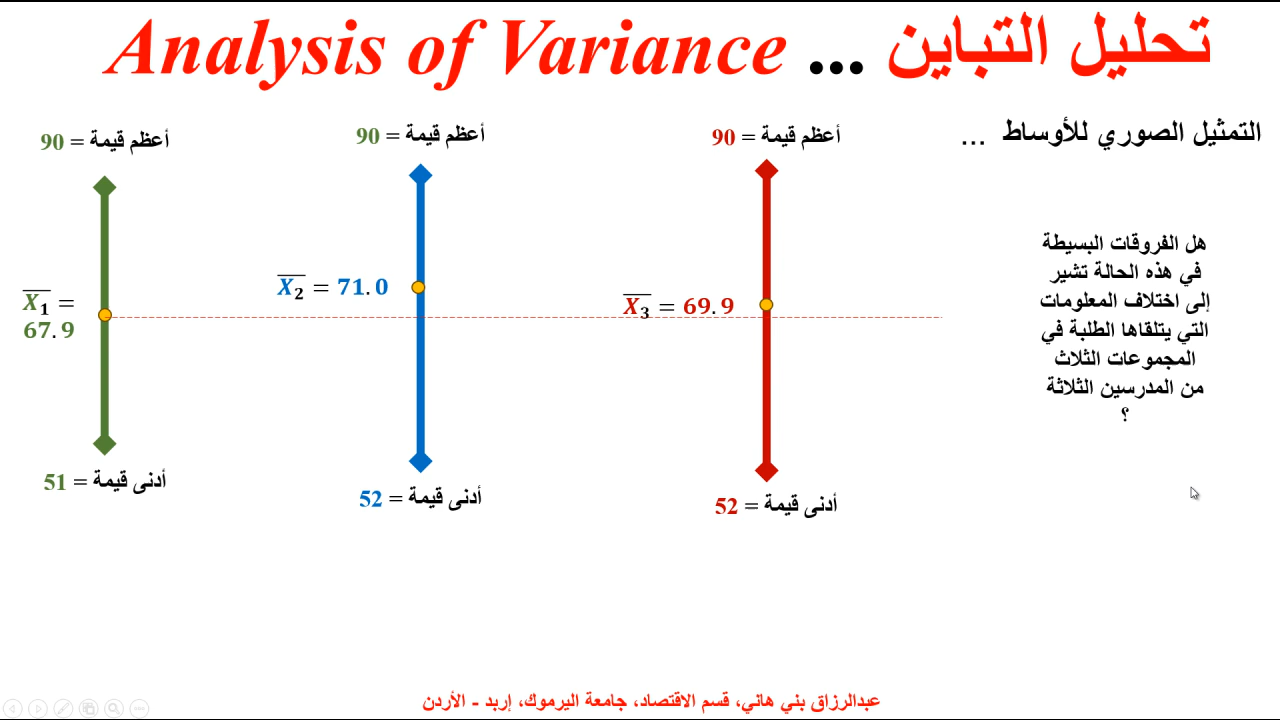 تحليل التباين ... Analysis of Variance
التمثيل الصوري للأوساط ...
أعظم قيمة = 90
أعظم قيمة = 90
أعظم قيمة = 90
هل الفروقات البسيطة
في هذه الحالة تشير
إلى اختلاف المعلومات
التي يتلقاها الطلبة في
المجموعات الثلاث
من المدرسين الثلاثة
؟
X̅₃ = 69.9
X̅₂ = 71.0
X̅₁ =
67.9
أدنى قيمة = 52
أدنى قيمة = 52
أدنى قيمة = 51
عبدالرزاق بني هاني، قسم الاقتصاد، جامعة اليرموك، إربد - الأردن